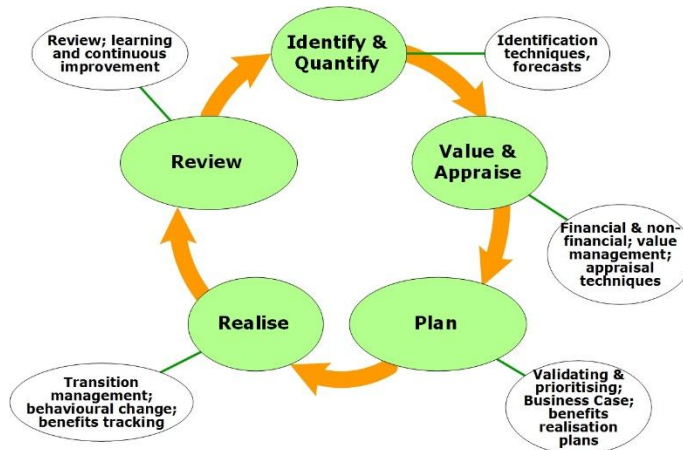 Identify &
Quantify
Identification
techniques,
forecasts
Value &
Appraise
Financial & non-
financial; value
management;
appraisal
techniques
Plan
Validating &
prioritising;
Business Case;
benefits
realisation
plans
Realise
Transition
management;
behavioural change;
benefits tracking
Review
Review; learning
and continuous
improvement